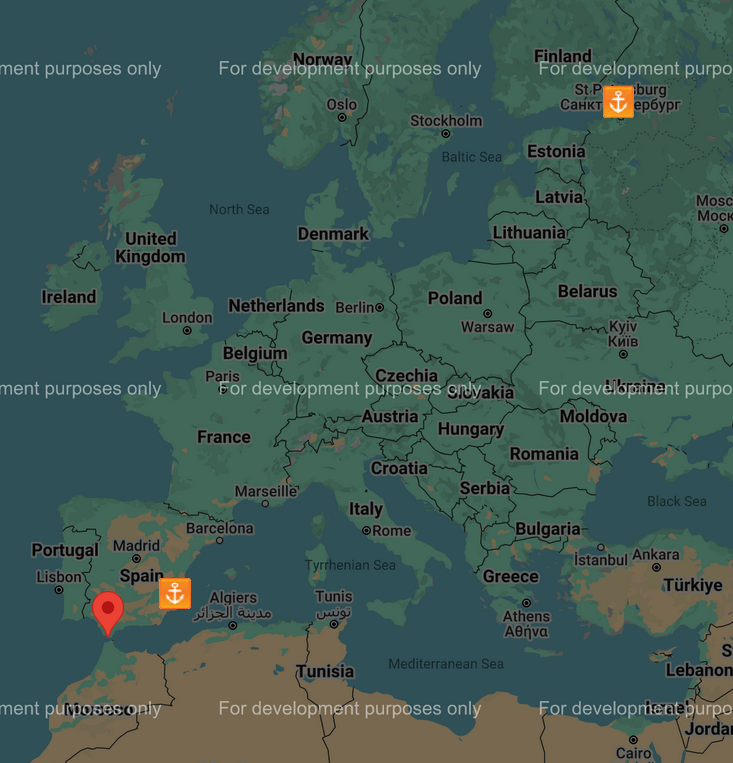 Norway
Finland
ment purposes only
For development purposes only
For development purpo
Oslo
Stockholm
Baltic Sea
Estonia
Latvia
Mosc
Моск
North Sea
Denmark
Lithuania
United
Kingdom
Ireland
London
Netherlands
Berlin
Poland
Warsaw
Belarus
Germany
Kyiv
Київ
Belgium
Paris
Czechia
ment purposes only
For development purposes only
For development purpo
Slovakia
Ukraine
Austria
Hungary
Moldova
France
Romania
Croatia
Serbia
Marseille
Italy
Rome
Black Sea
Barcelona
Bulgaria
Portugal
Madrid
İstanbul
Ankara
Lisbon
Spain
Tyrrhenian Sea
Greece
Türkiye
Algiers
مدينة الجزائر
Tunis
تونس
Athens
Αθήνα
S
Lebanon
Tunisia
Mediterranean Sea
ment purposes only
For development purposes only
For development purpo
Morocco
Israel
Jordan
Cairo